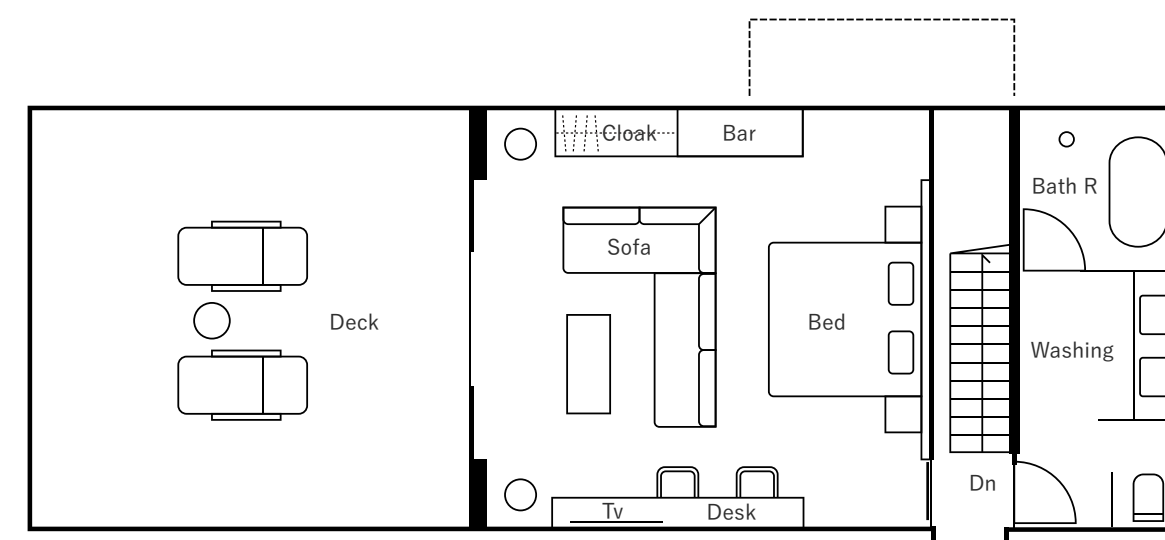 Cloak
Bar
Bath R
Sofa
Deck
Bed
Washing
Dn
Tv
Desk